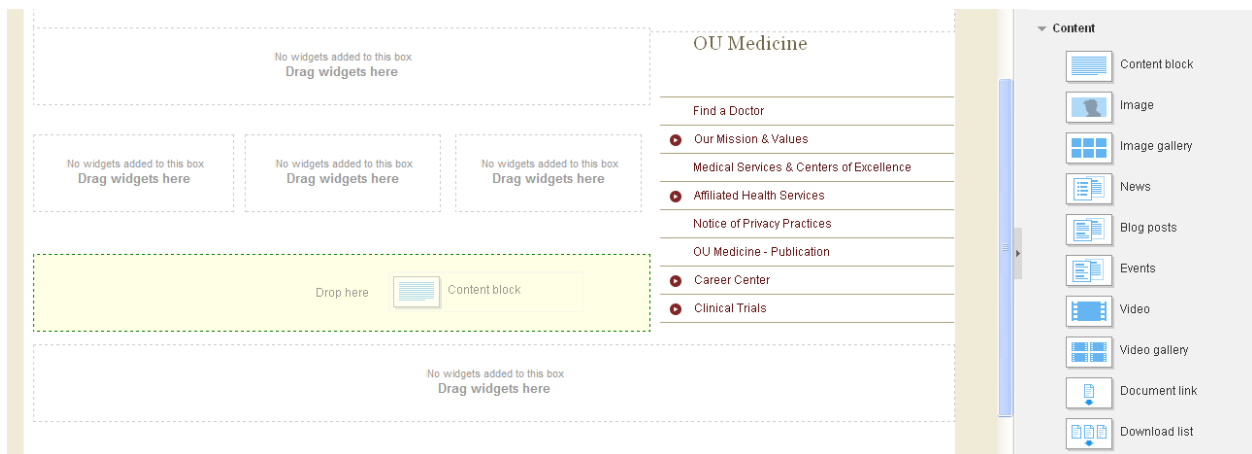 No widgets added to this box
Drag widgets here
No widgets added to this box
Drag widgets here
No widgets added to this box
Drag widgets here
No widgets added to this box
Drag widgets here
Drop here
Content block
No widgets added to this box
Drag widgets here
OU Medicine
Find a Doctor
Our Mission & Values
Medical Services & Centers of Excellence
Affiliated Health Services
Notice of Privacy Practices
OU Medicine - Publication
Career Center
Clinical Trials
Content
Content block
Image
Image gallery
News
Blog posts
Events
Video
Video gallery
Document link
Download list